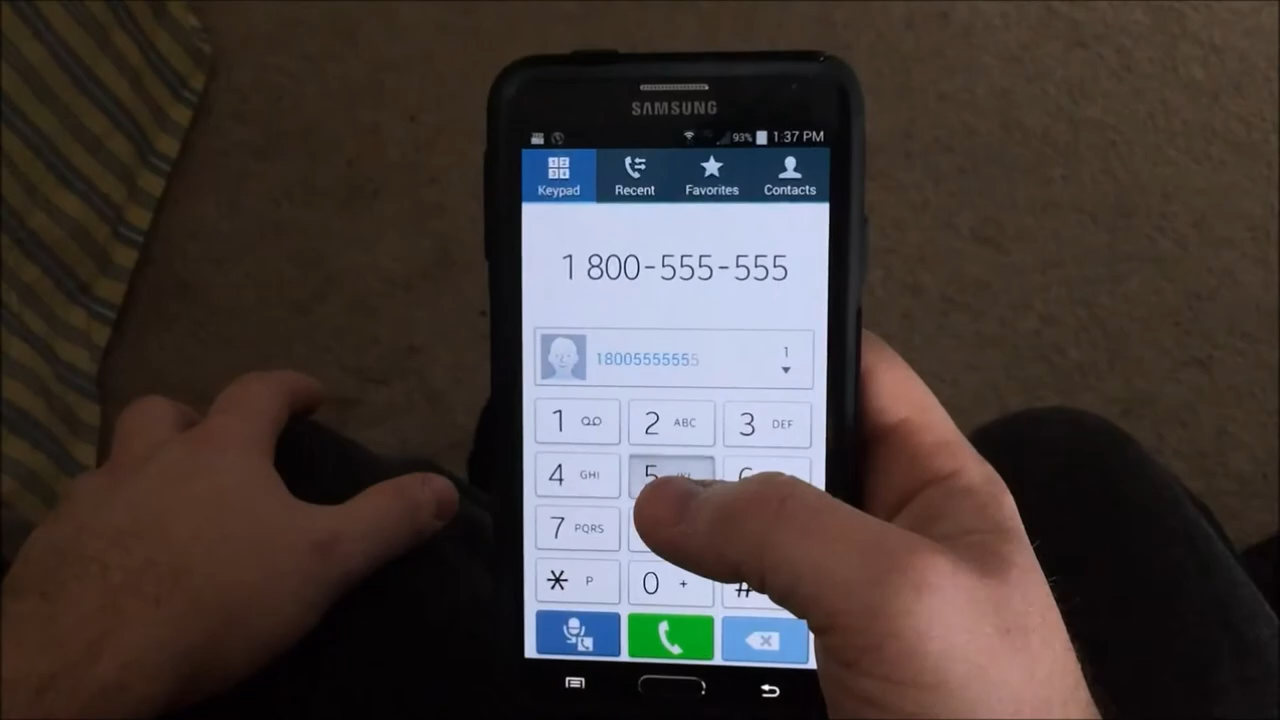 SAMSUNG
93% 1:37 PM
Keypad Recent Favorites Contacts
1 800-555-555
18005555555 1
1 2 ABC 3 DEF
4 GHI 5
7 PQRS
* P 0 + #